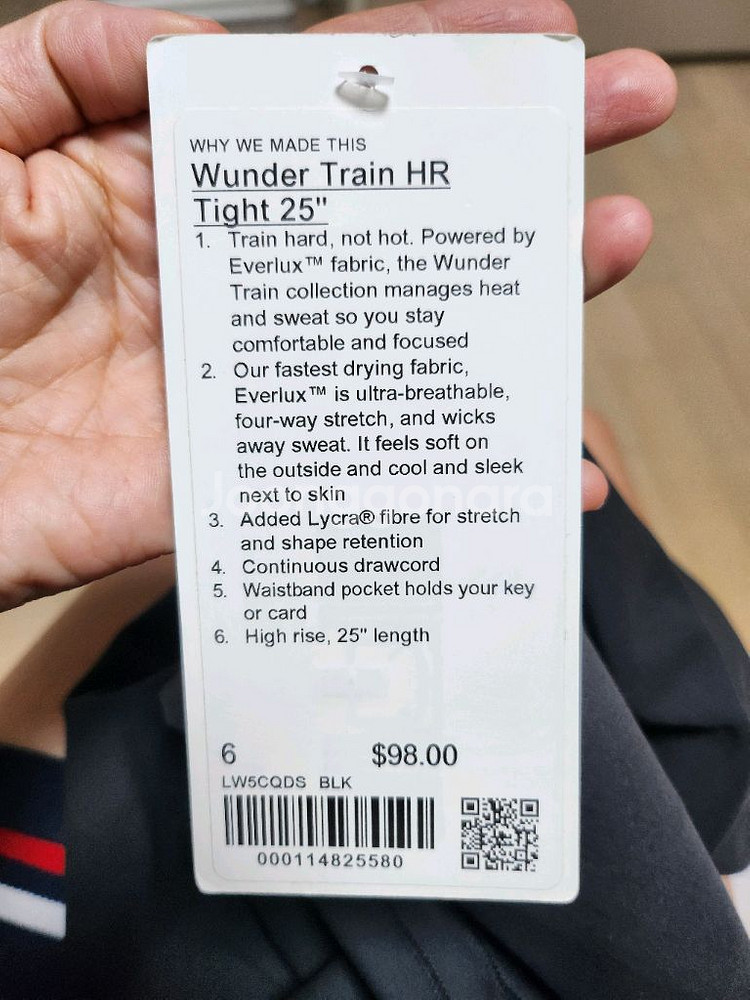 WHY WE MADE THIS
Wunder Train HR
Tight 25"
1. Train hard, not hot. Powered by
Everlux™ fabric, the Wunder
Train collection manages heat
and sweat so you stay
comfortable and focused
2. Our fastest drying fabric,
Everlux™ is ultra-breathable,
four-way stretch, and wicks
away sweat. It feels soft on
the outside and cool and sleek
next to skin
Joonggonara
3. Added Lycra® fibre for stretch
and shape retention
4. Continuous drawcord
5. Waistband pocket holds your key
or card
6. High rise, 25" length
6 $98.00
LW5CQDS BLK
000114825580